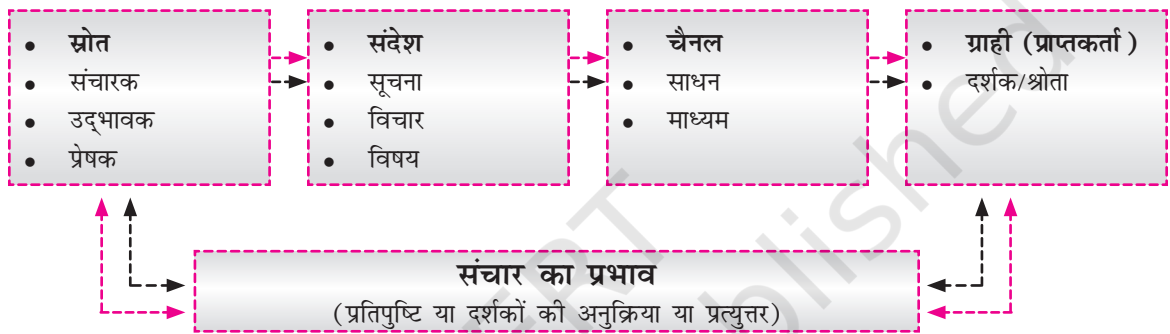 • स्रोत
• संचारक
• उद्‌भावक
• प्रेषक
• संदेश
• सूचना
• विचार
• विषय
• चैनल
• साधन
• माध्यम
• ग्राही (प्राप्तकर्ता)
• दर्शक/श्रोता
संचार का प्रभाव
(प्रतिपुष्टि या दर्शकों की अनुक्रिया या प्रत्युत्तर)